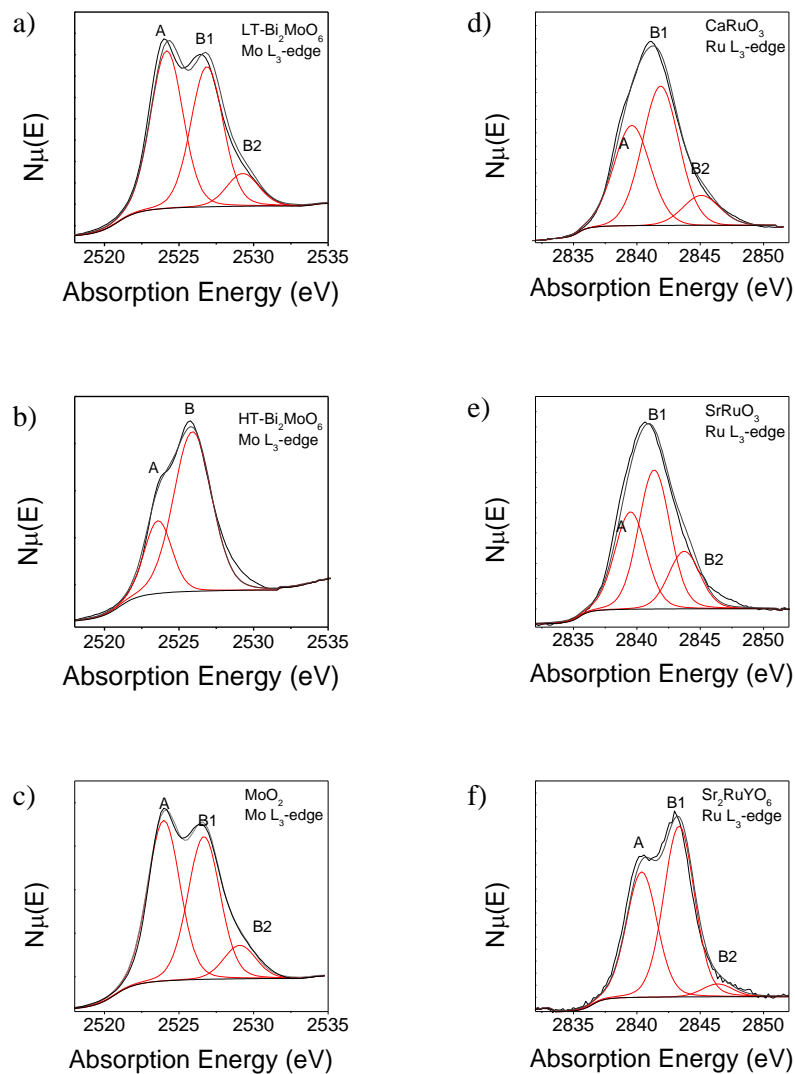 a)
LT-Bi₂MoO₆
Mo L₃-edge
A
B1
B2
Nμ(E)
2520 2525 2530 2535
Absorption Energy (eV)
d)
CaRuO₃
Ru L₃-edge
B1
A
B2
Nμ(E)
2835 2840 2845 2850
Absorption Energy (eV)
b)
HT-Bi₂MoO₆
Mo L₃-edge
B
A
Nμ(E)
2520 2525 2530 2535
Absorption Energy (eV)
e)
SrRuO₃
Ru L₃-edge
B1
A
B2
Nμ(E)
2835 2840 2845 2850
Absorption Energy (eV)
c)
MoO₂
Mo L₃-edge
A
B1
B2
Nμ(E)
2520 2525 2530 2535
Absorption Energy (eV)
f)
Sr₂RuYO₆
Ru L₃-edge
B1
A
B2
Nμ(E)
2835 2840 2845 2850
Absorption Energy (eV)